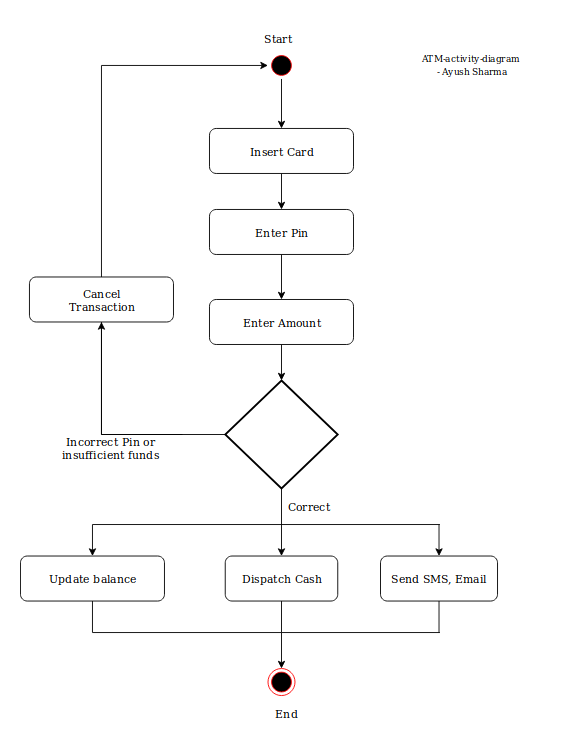 Start
ATM-activity-diagram
- Ayush Sharma
Insert Card
Enter Pin
Cancel
Transaction
Enter Amount
Incorrect Pin or
insufficient funds
Correct
Update balance
Dispatch Cash
Send SMS, Email
End